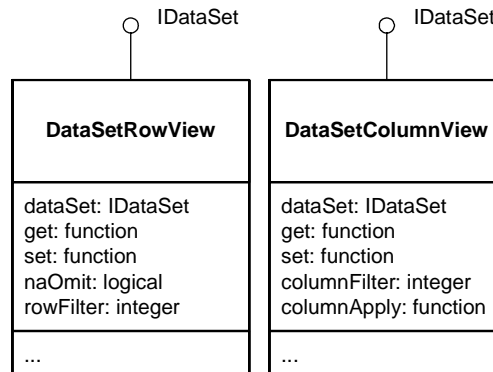 IDataSet
IDataSet
DataSetRowView
DataSetColumnView
dataSet: IDataSet
get: function
set: function
naOmit: logical
rowFilter: integer
...
dataSet: IDataSet
get: function
set: function
columnFilter: integer
columnApply: function
...